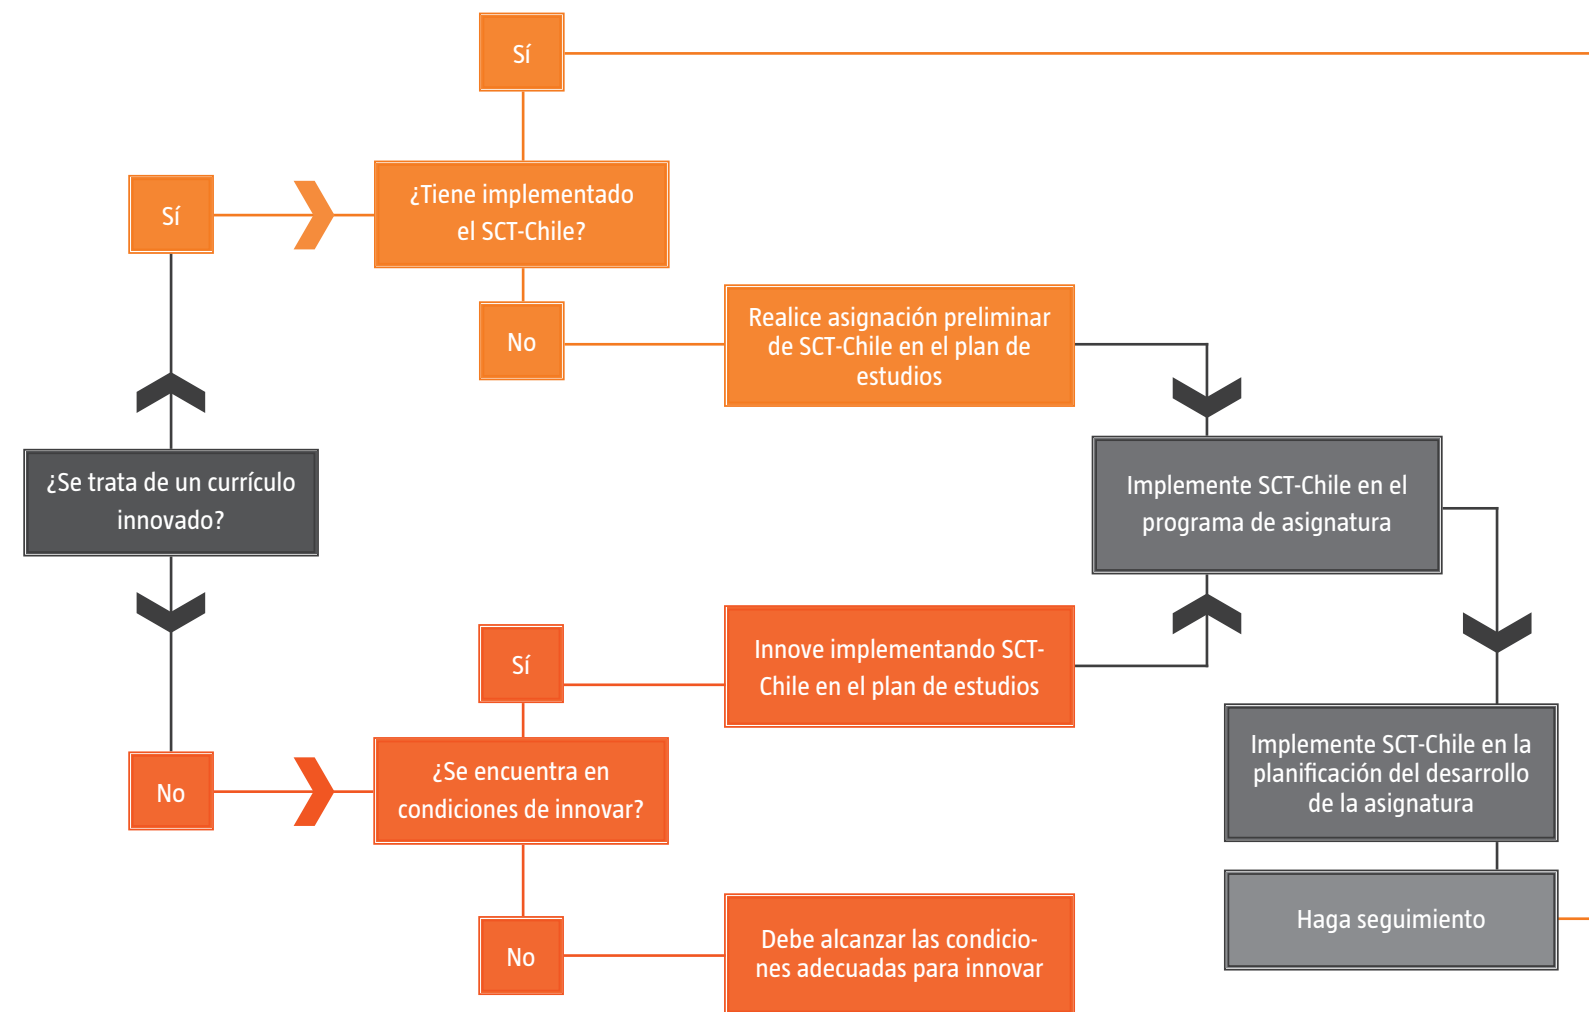 Sí
¿Tiene implementado
el SCT-Chile?
Sí
No
Realice asignación preliminar
de SCT-Chile en el plan de
estudios
¿Se trata de un currículo
innovado?
Implemente SCT-Chile en el
programa de asignatura
Sí
Innove implementando SCT-
Chile en el plan de estudios
No
¿Se encuentra en
condiciones de innovar?
Implemente SCT-Chile en la
planificación del desarrollo
de la asignatura
No
Debe alcanzar las condicio-
nes adecuadas para innovar
Haga seguimiento